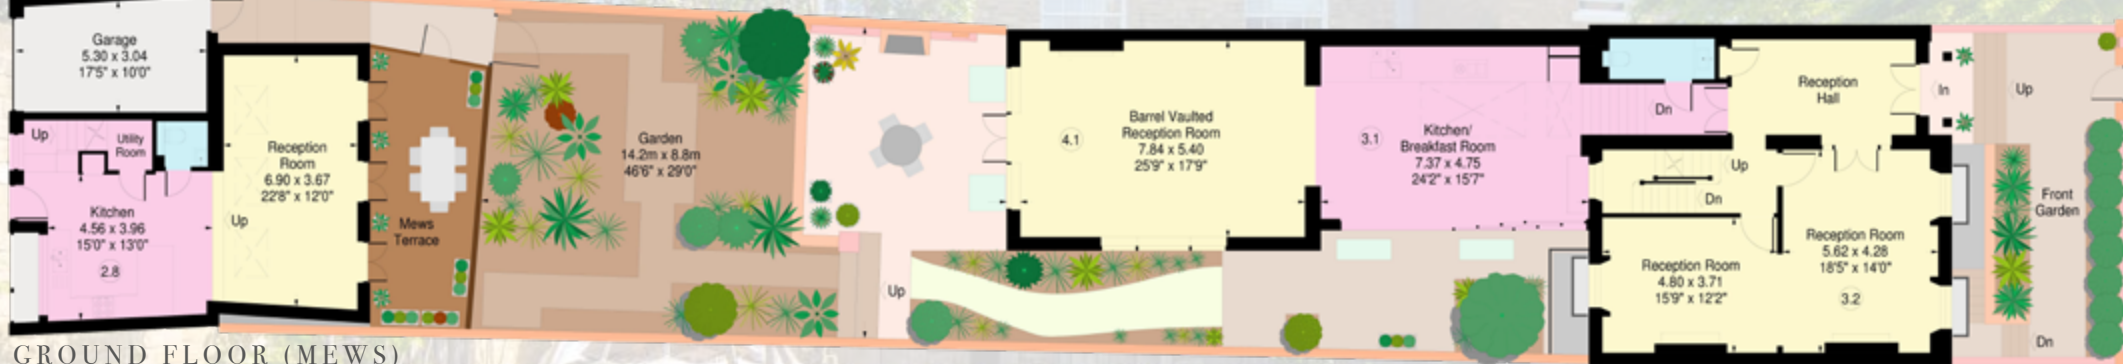 Garage
5.30 x 3.04
17'5" x 10'0"
Up
Utility
Room
Kitchen
4.56 x 3.96
15'0" x 13'0"
2.8
Reception
Room
6.90 x 3.67
22'8" x 12'0"
Up
Mews
Terrace
Garden
14.2m x 8.8m
46'6" x 29'0"
Up
4.1
Barrel Vaulted
Reception Room
7.84 x 5.40
25'9" x 17'9"
3.1
Kitchen/
Breakfast Room
7.37 x 4.75
24'2" x 15'7"
Dn
Reception
Hall
In
Up
Up
Dn
Reception Room
4.80 x 3.71
15'9" x 12'2"
Reception Room
5.62 x 4.28
18'5" x 14'0"
3.2
Front
Garden
Dn
GROUND FLOOR (MEWS)